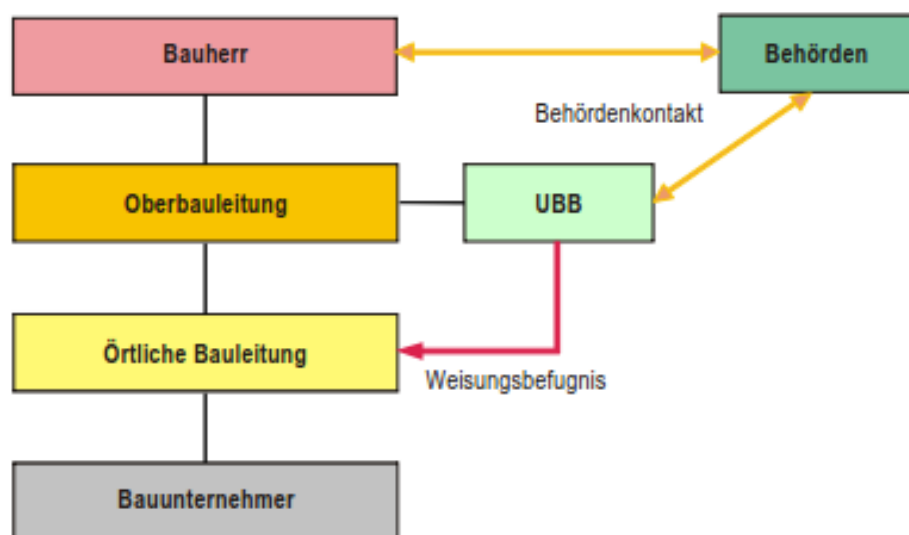 Bauherr
Behörden
Behördenkontakt
Oberbauleitung
UBB
Örtliche Bauleitung
Weisungsbefugnis
Bauunternehmer